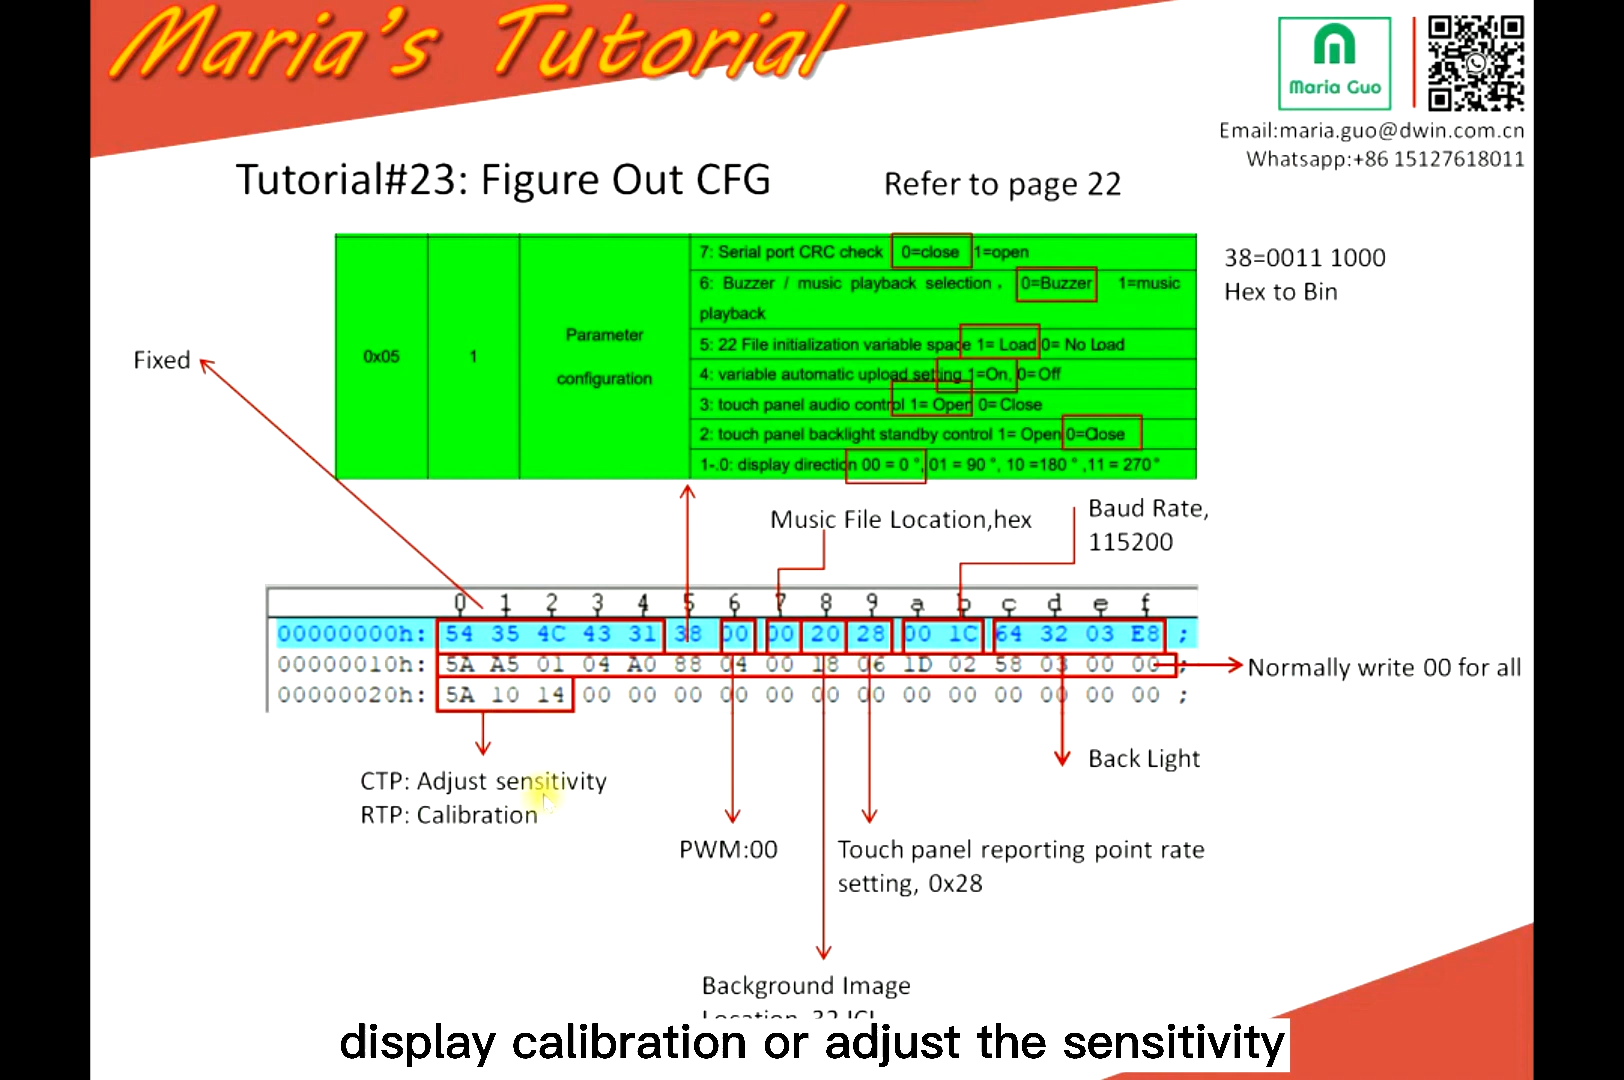 Maria's Tutorial
Maria Guo
Email:maria.guo@dwin.com.cn
Whatsapp:+86 15127618011
Tutorial#23: Figure Out CFG
Refer to page 22
7: Serial port CRC check 0=close 1=open
6: Buzzer / music playback selection, 0=Buzzer 1=music
playback
5: 22 File initialization variable space 1= Load 0= No Load
4: variable automatic upload setting 1=On, 0=Off
3: touch panel audio control 1= Open 0= Close
2: touch panel backlight standby control 1= Open 0=Close
1-.0: display direction 00 = 0 °, 01 = 90 °, 10 =180 ° ,11 = 270°
0x05
1
Parameter
configuration
38=0011 1000
Hex to Bin
Fixed
Music File Location,hex
Baud Rate,
115200
0 1 2 3 4 5 6 7 8 9 a b c d e f
00000000h: 54 35 4C 43 31 38 00 00 20 28 00 1C 64 32 03 E8 ;
00000010h: 5A A5 01 04 A0 88 04 00 18 06 1D 02 58 03 00 00 ;
00000020h: 5A 10 14 00 00 00 00 00 00 00 00 00 00 00 00 00 ;
Normally write 00 for all
Back Light
CTP: Adjust sensitivity
RTP: Calibration
PWM:00
Touch panel reporting point rate
setting, 0x28
Background Image
Location, 32.ICL
display calibration or adjust the sensitivity